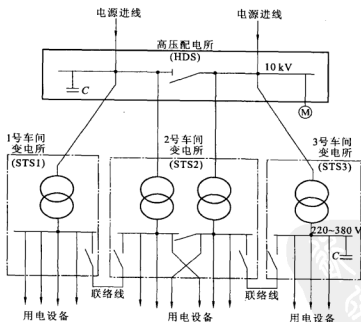 电源进线
电源进线
高压配电所
(HDS)
10 kV
C
M
1号车间
变电所
(STS1)
2号车间
变电所
(STS2)
3号车间
变电所
(STS3)
220~380 V
C
联络线
联络线
用电设备
用电设备
用电设备